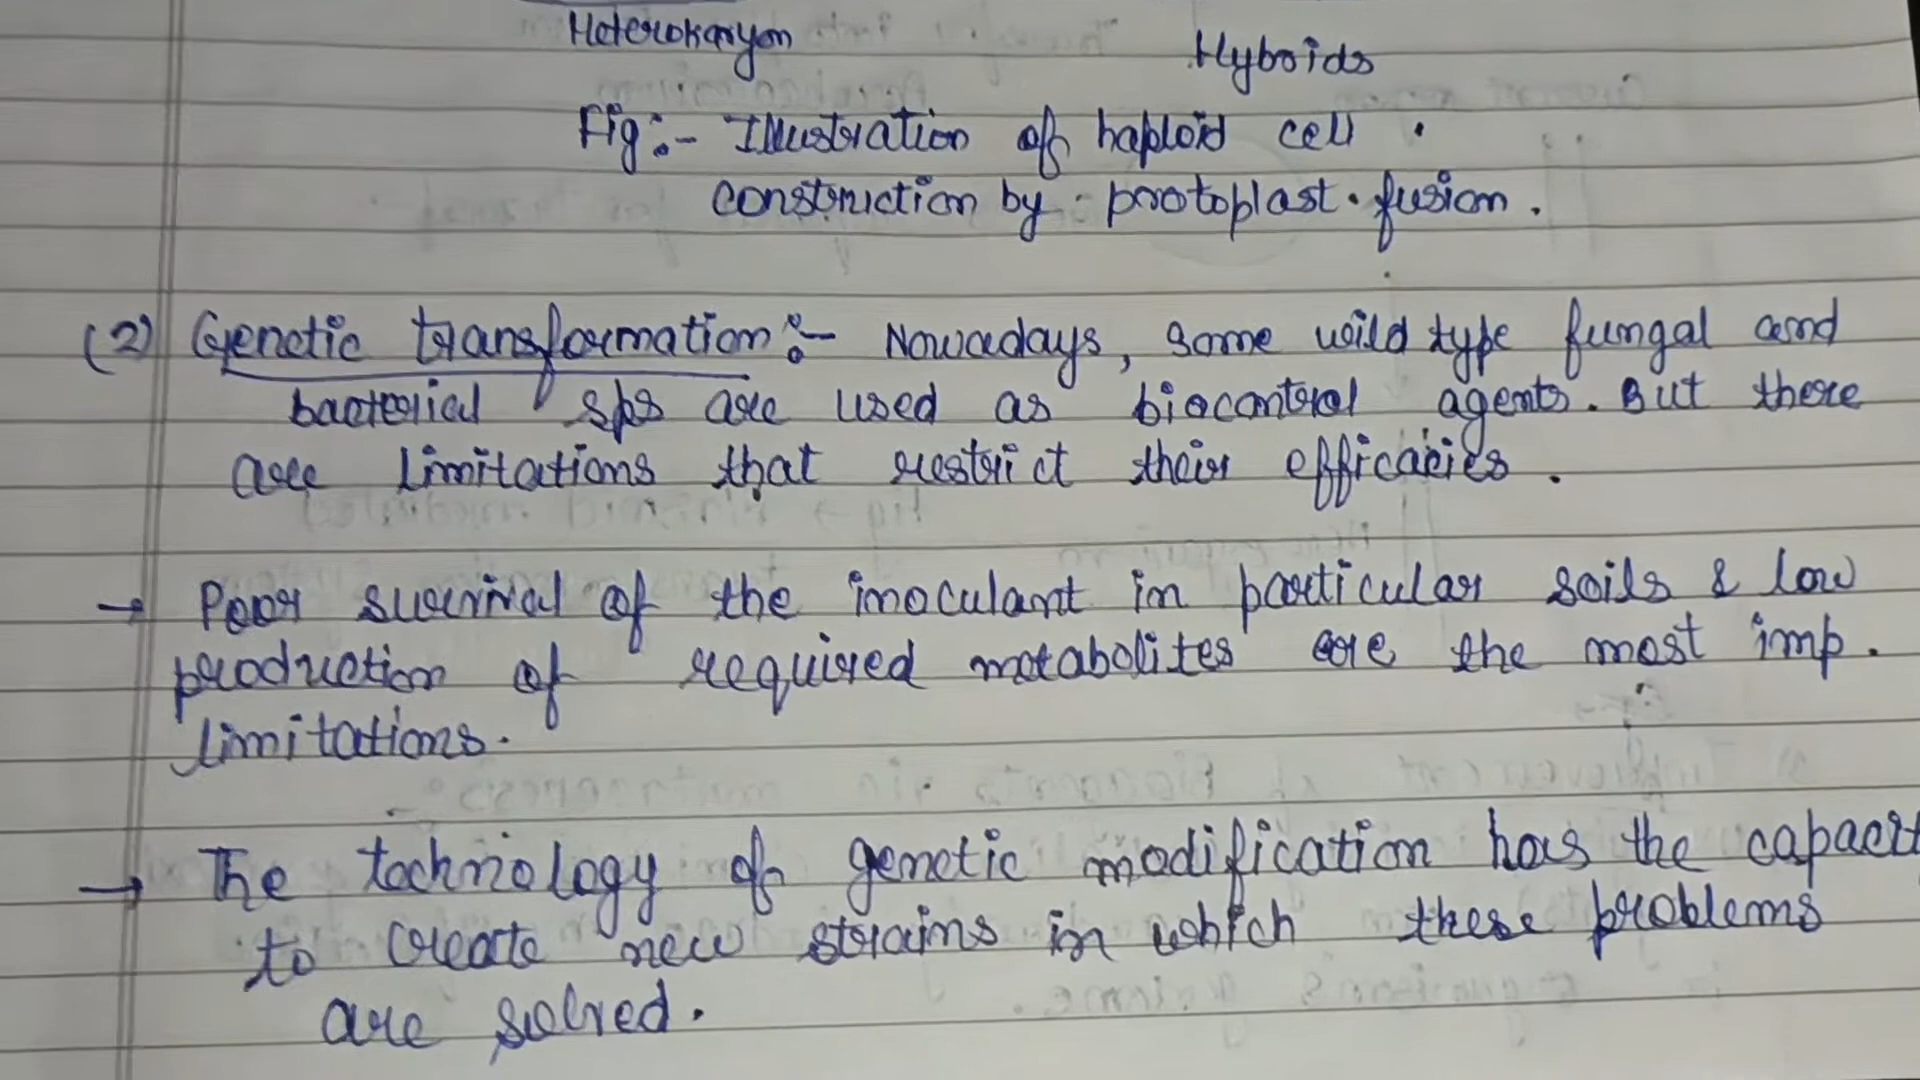 Heterokaryon Hybrids
Fig:- Illustration of haploid cell
construction by protoplast fusion.
(2) Genetic transformation:- Nowadays, some wild type fungal and
bacterial sps are used as biocontrol agents. But there
are limitations that restrict their efficacies.
→ Poor survival of the inoculant in particular soils & low
production of required metabolites are the most imp.
limitations.
→ The technology of genetic modification has the capacit
to create new strains in which these problems
are solved.